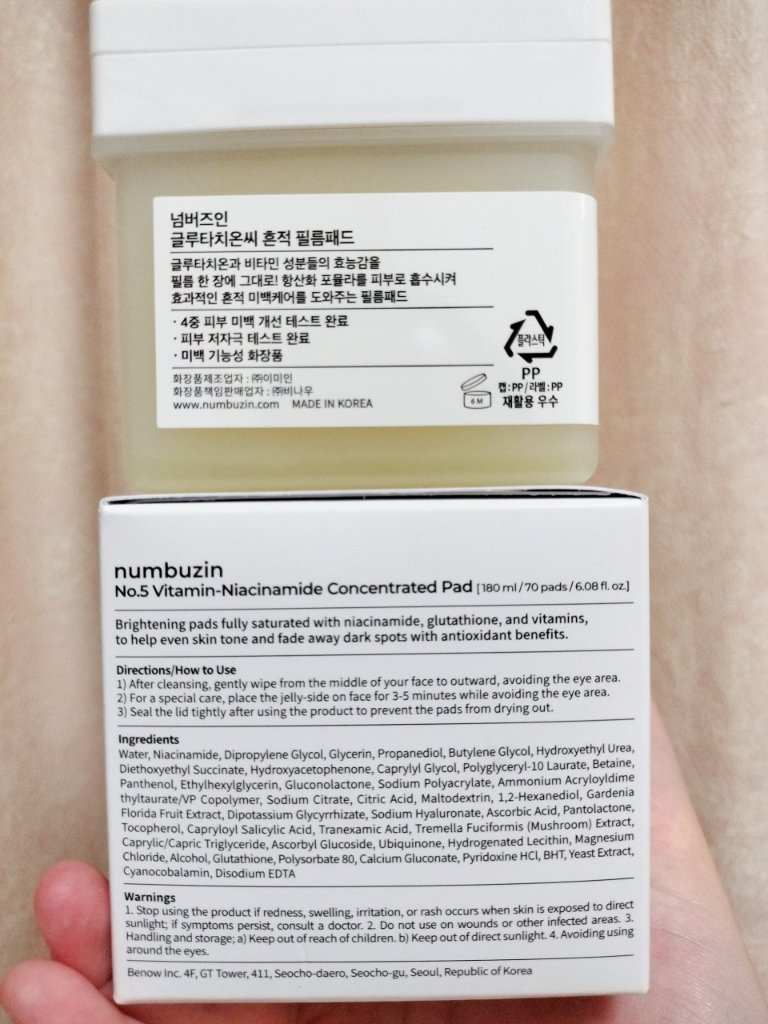 넘버즈인
글루타치온씨 흔적 필름패드
글루타치온과 비타민 성분들의 효능감을
필름 한 장에 그대로! 항산화 포뮬라를 피부로 흡수시켜
효과적인 흔적 미백케어를 도와주는 필름패드
· 4중 피부 미백 개선 테스트 완료
· 피부 저자극 테스트 완료
· 미백 기능성 화장품
화장품제조업자 : ㈜이미인
화장품책임판매업자 : ㈜비나우
www.numbuzin.com MADE IN KOREA
6M
플라스틱
PP
캡:PP/라벨:PP
재활용 우수
numbuzin
No.5 Vitamin-Niacinamide Concentrated Pad [180 ml / 70 pads / 6.08 fl. oz.]
Brightening pads fully saturated with niacinamide, glutathione, and vitamins,
to help even skin tone and fade away dark spots with antioxidant benefits.
Directions/How to Use
1) After cleansing, gently wipe from the middle of your face to outward, avoiding the eye area.
2) For a special care, place the jelly-side on face for 3-5 minutes while avoiding the eye area.
3) Seal the lid tightly after using the product to prevent the pads from drying out.
Ingredients
Water, Niacinamide, Dipropylene Glycol, Glycerin, Propanediol, Butylene Glycol, Hydroxyethyl Urea,
Diethoxyethyl Succinate, Hydroxyacetophenone, Caprylyl Glycol, Polyglyceryl-10 Laurate, Betaine,
Panthenol, Ethylhexylglycerin, Gluconolactone, Sodium Polyacrylate, Ammonium Acryloyldime
thyltaurate/VP Copolymer, Sodium Citrate, Citric Acid, Maltodextrin, 1,2-Hexanediol, Gardenia
Florida Fruit Extract, Dipotassium Glycyrrhizate, Sodium Hyaluronate, Ascorbic Acid, Pantolactone,
Tocopherol, Capryloyl Salicylic Acid, Tranexamic Acid, Tremella Fuciformis (Mushroom) Extract,
Caprylic/Capric Triglyceride, Ascorbyl Glucoside, Ubiquinone, Hydrogenated Lecithin, Magnesium
Chloride, Alcohol, Glutathione, Polysorbate 80, Calcium Gluconate, Pyridoxine HCl, BHT, Yeast Extract,
Cyanocobalamin, Disodium EDTA
Warnings
1. Stop using the product if redness, swelling, irritation, or rash occurs when skin is exposed to direct
sunlight; if symptoms persist, consult a doctor. 2. Do not use on wounds or other infected areas. 3.
Handling and storage; a) Keep out of reach of children. b) Keep out of direct sunlight. 4. Avoiding using
around the eyes.
Benow Inc. 4F, GT Tower, 411, Seocho-daero, Seocho-gu, Seoul, Republic of Korea